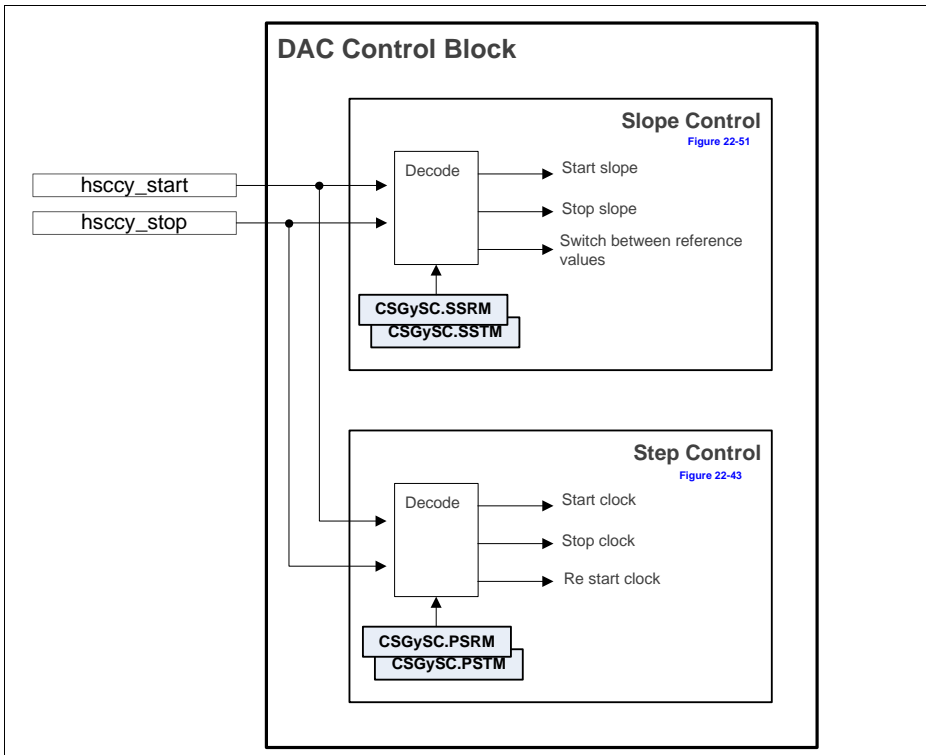 DAC Control Block
Slope Control
Figure 22-51
hsccy_start
hsccy_stop
Decode
Start slope
Stop slope
Switch between reference
values
CSGySC.SSRM
CSGySC.SSTM
Step Control
Figure 22-43
Decode
Start clock
Stop clock
Re start clock
CSGySC.PSRM
CSGySC.PSTM